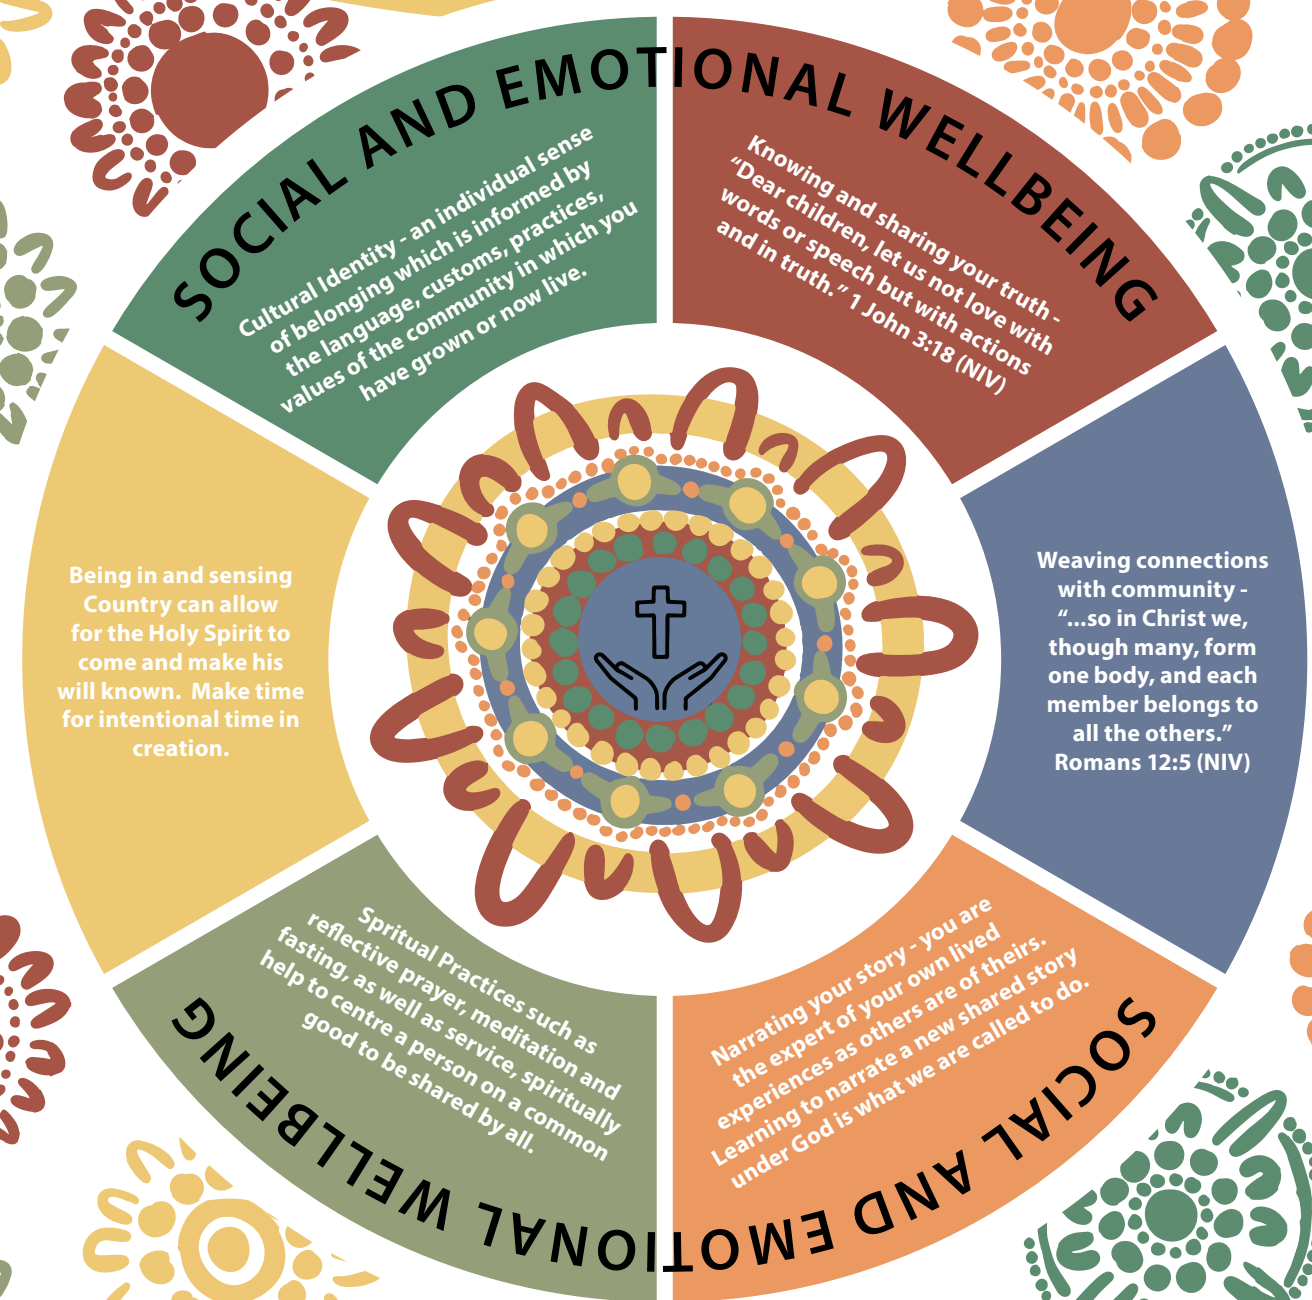 SOCIAL AND EMOTIONAL WELLBEING
Cultural Identity - an individual sense
of belonging which is informed by
the language, customs, practices,
values of the community in which you
have grown or now live.
Knowing and sharing your truth -
“Dear children, let us not love with
words or speech but with actions
and in truth.” 1 John 3:18 (NIV)
Weaving connections
with community -
“...so in Christ we,
though many, form
one body, and each
member belongs to
all the others.”
Romans 12:5 (NIV)
Narrating your story - you are
the expert of your own lived
experiences as others are of theirs.
Learning to narrate a new shared story
under God is what we are called to do.
Spritual Practices such as
reflective prayer, meditation and
fasting, as well as service, spiritually
help to centre a person on a common
good to be shared by all.
Being in and sensing
Country can allow
for the Holy Spirit to
come and make his
will known.  Make time
for intentional time in
creation.
SOCIAL AND EMOTIONAL WELLBEING